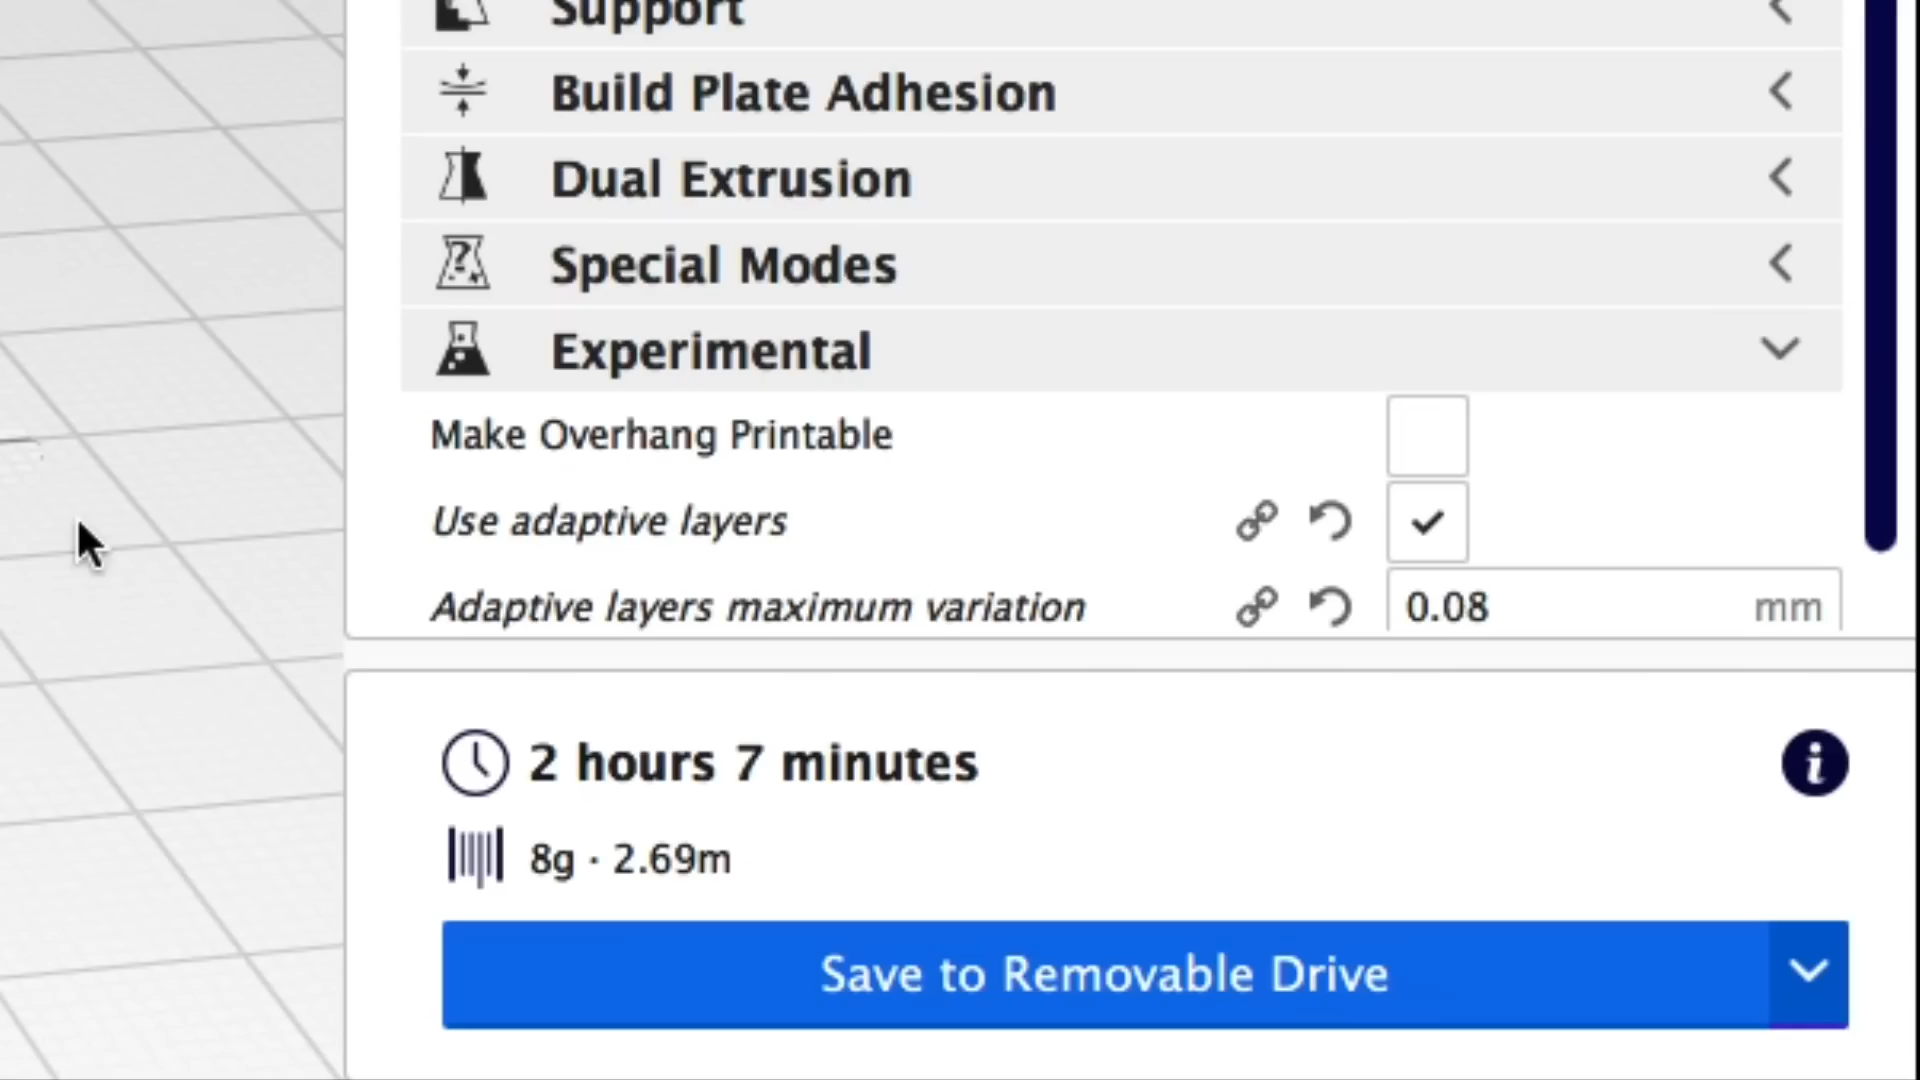 Support
Build Plate Adhesion
Dual Extrusion
Special Modes
Experimental
Make Overhang Printable
Use adaptive layers
Adaptive layers maximum variation 0.08 mm
2 hours 7 minutes
8g · 2.69m
Save to Removable Drive